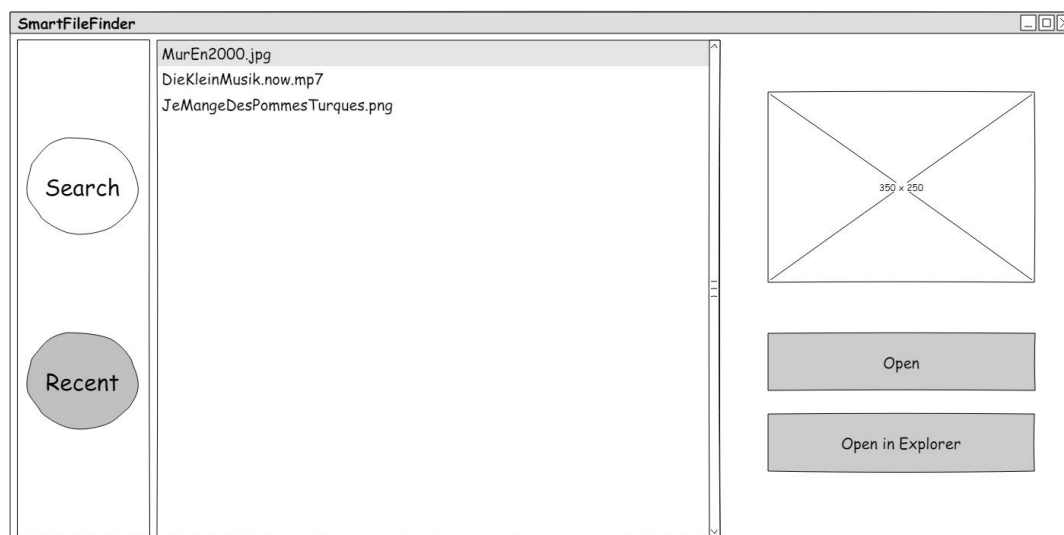 SmartFileFinder
MurEn2000.jpg
DieKleinMusik.now.mp7
JeMangeDesPommesTurques.png
Search
Recent
350 x 250
Open
Open in Explorer